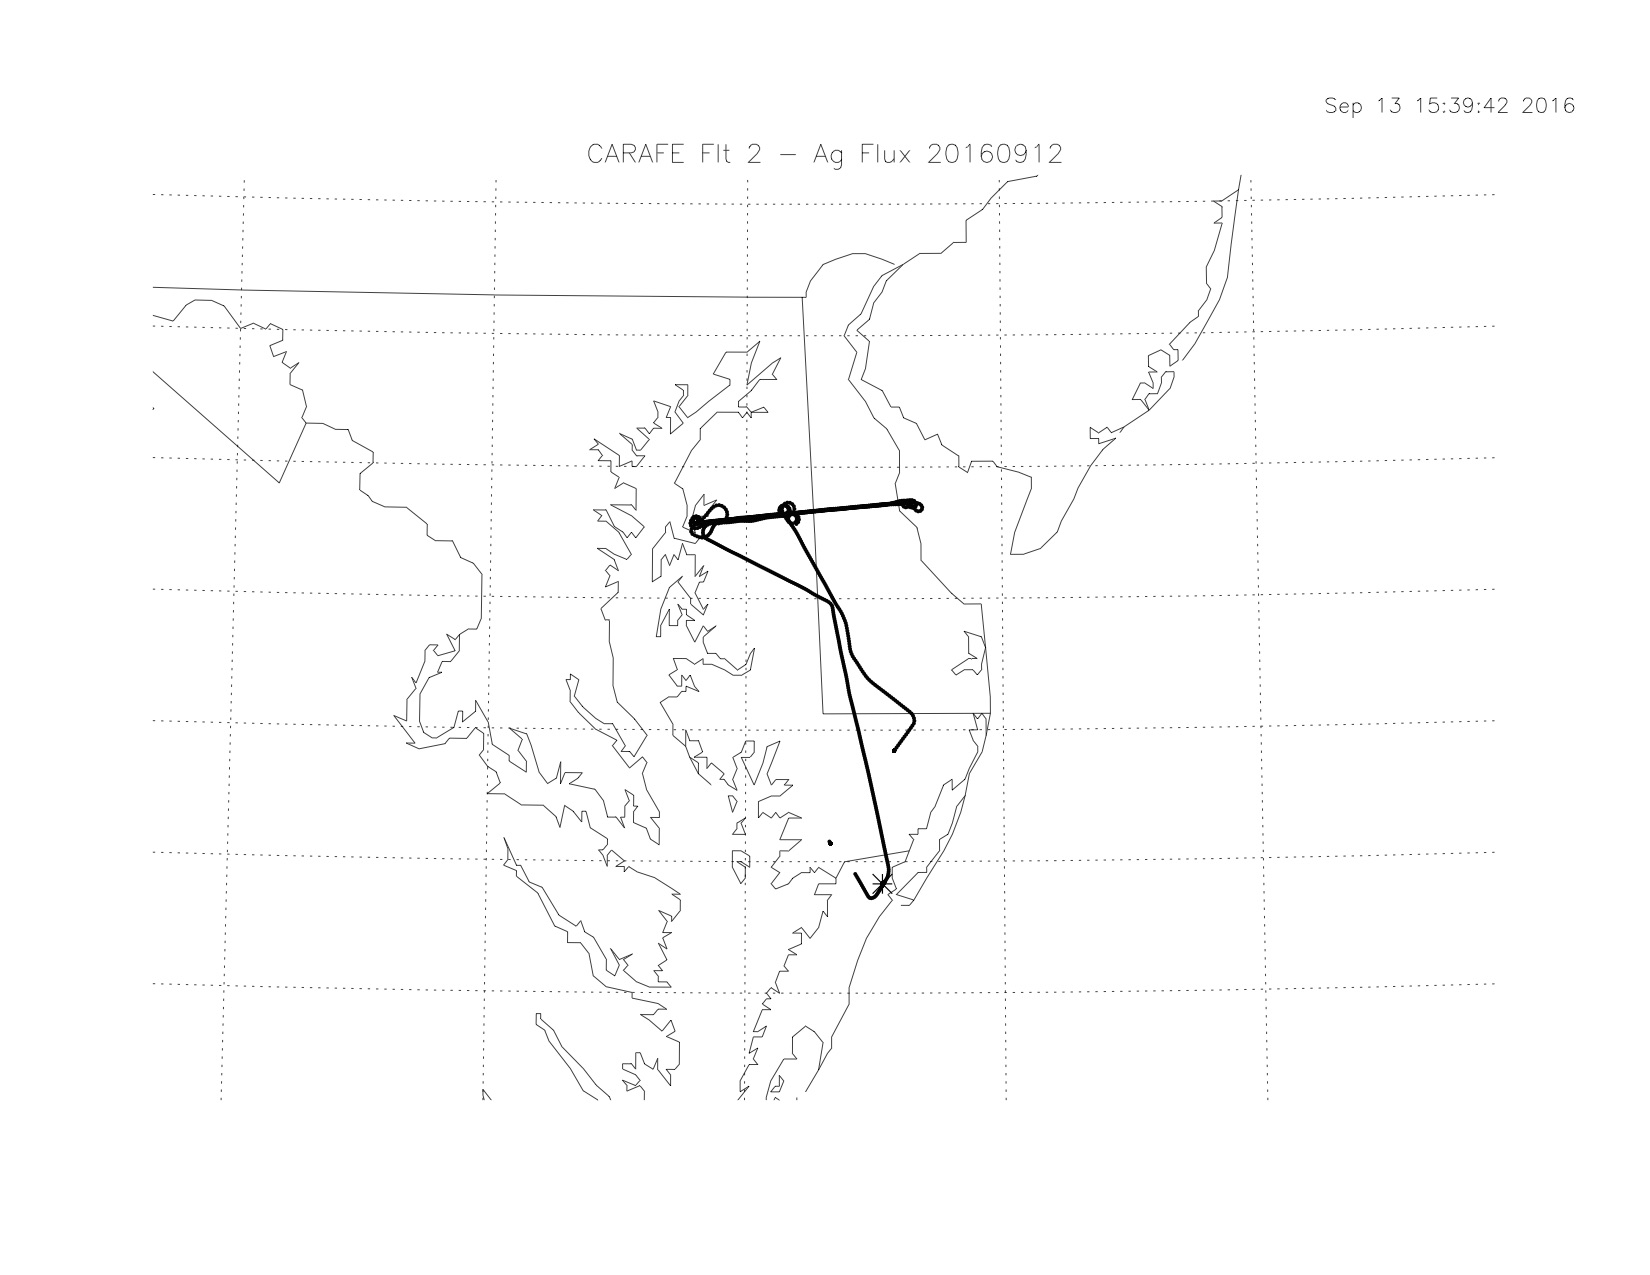 Sep 13 15:39:42 2016
CARAFE Flt 2 – Ag Flux 20160912